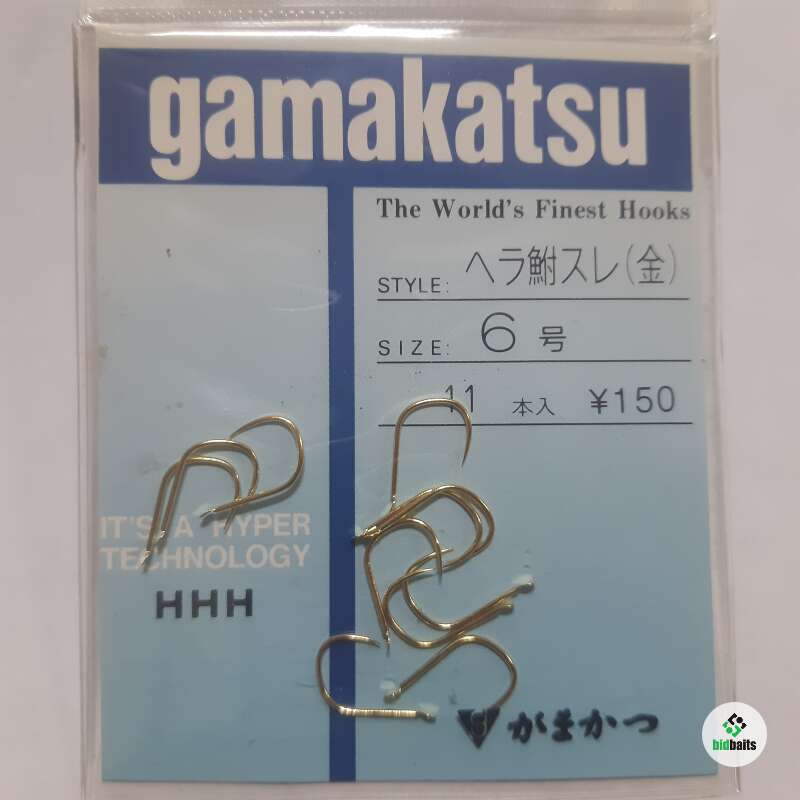 gamakatsu
The World's Finest Hooks
STYLE: ヘラ鮒スレ(金)
SIZE: 6号
11 本入 ¥150
IT'S A HYPER
TECHNOLOGY
HHH
がまかつ
bidbaits